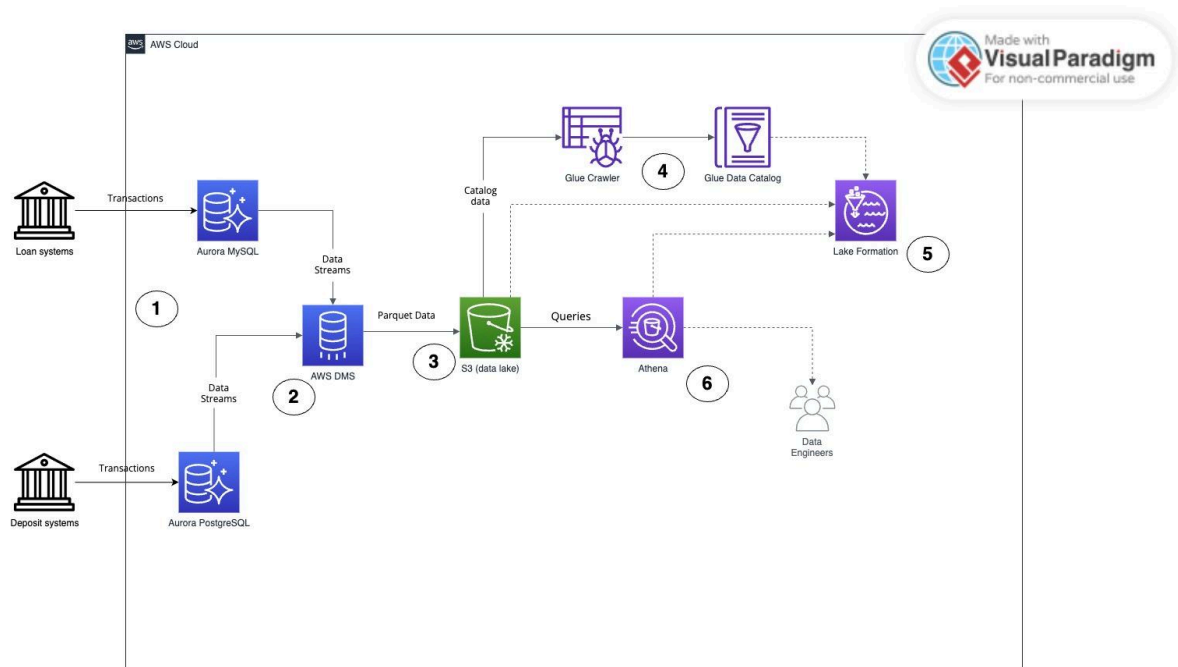 aws
AWS Cloud
Made with
Visual Paradigm
For non-commercial use
Glue Crawler
4
Glue Data Catalog
Catalog
data
Transactions
Loan systems
Aurora MySQL
Lake Formation
5
Data
Streams
1
Parquet Data
Queries
3
S3 (data lake)
Athena
AWS DMS
2
6
Data
Streams
Data
Engineers
Transactions
Deposit systems
Aurora PostgreSQL